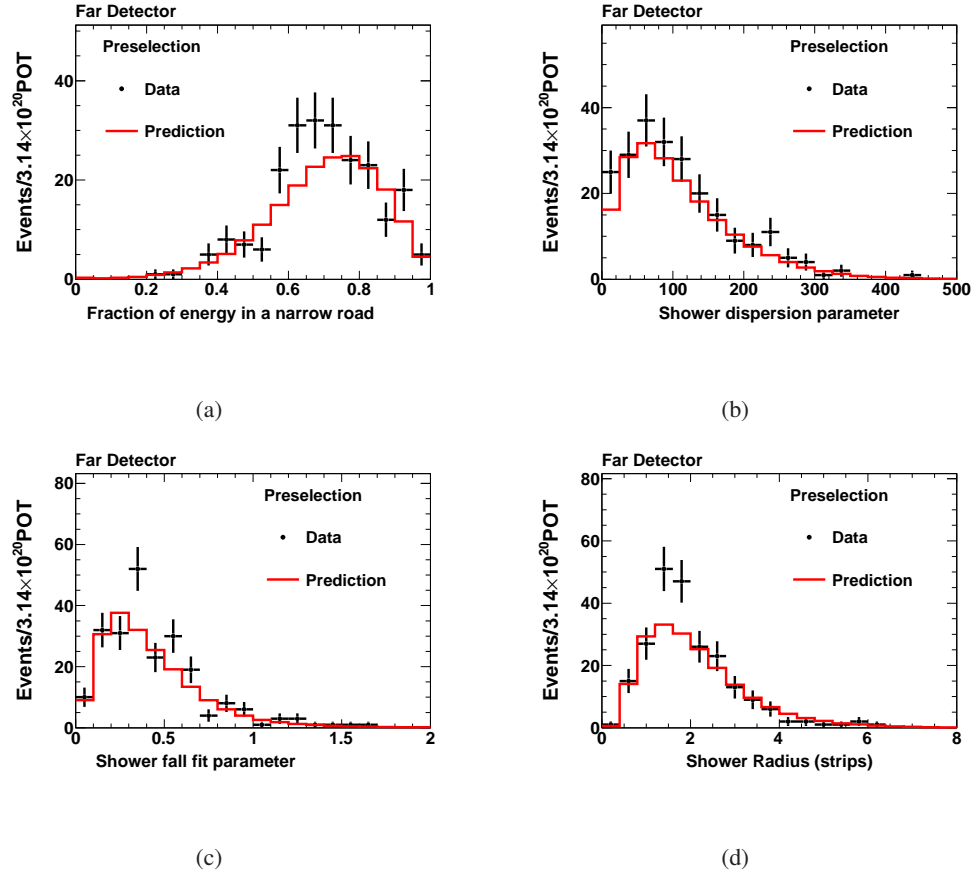 Far Detector
Events/3.14×10²⁰POT
Preselection
Data
Prediction
40
20
0
0 0.2 0.4 0.6 0.8 1
Fraction of energy in a narrow road
(a)
Far Detector
Events/3.14×10²⁰POT
Preselection
Data
Prediction
40
20
0
0 100 200 300 400 500
Shower dispersion parameter
(b)
Far Detector
Events/3.14×10²⁰POT
Preselection
Data
Prediction
80
60
40
20
0
0 0.5 1 1.5 2
Shower fall fit parameter
(c)
Far Detector
Events/3.14×10²⁰POT
Preselection
Data
Prediction
80
60
40
20
0
0 2 4 6 8
Shower Radius (strips)
(d)